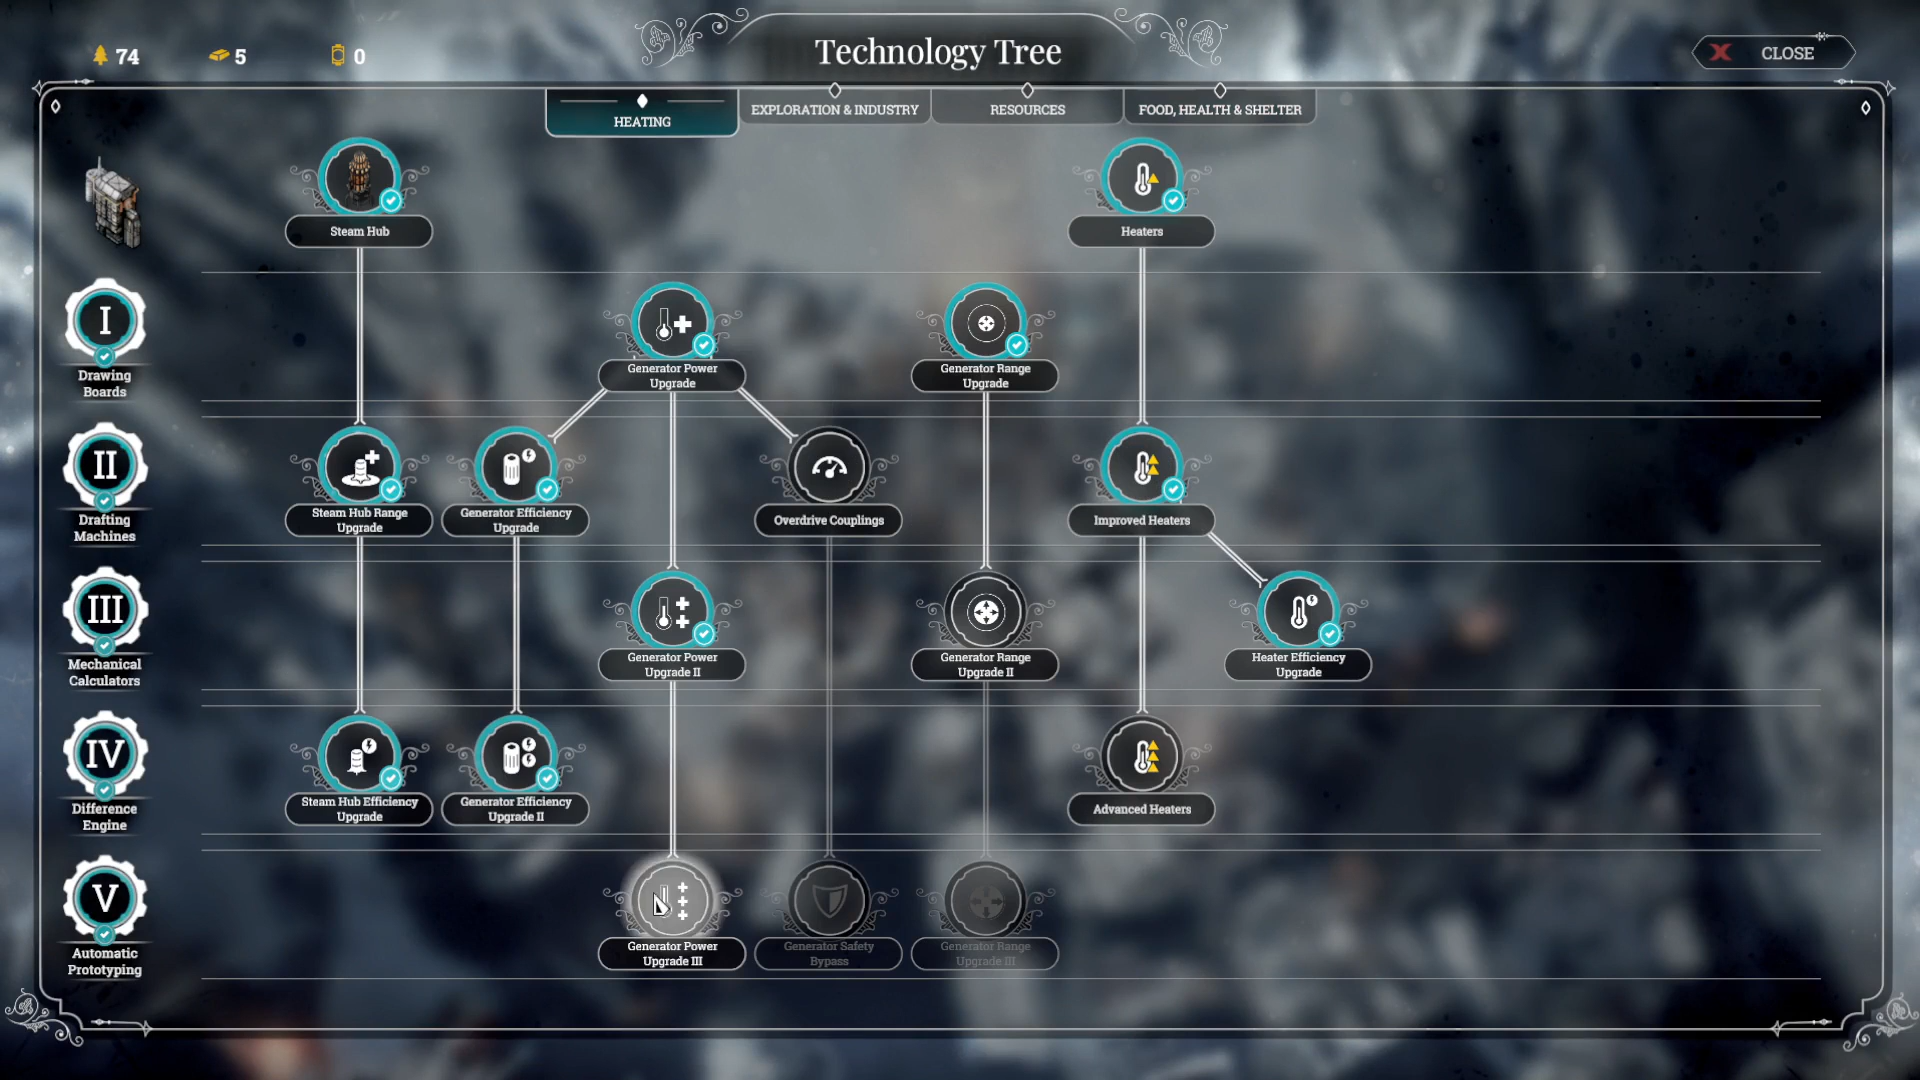 74
5
0
Technology Tree
CLOSE
HEATING
EXPLORATION & INDUSTRY
RESOURCES
FOOD, HEALTH & SHELTER
Steam Hub
Heaters
I
Drawing
Boards
Generator Power
Upgrade
Generator Range
Upgrade
II
Drafting
Machines
Steam Hub Range
Upgrade
Generator Efficiency
Upgrade
Overdrive Couplings
Improved Heaters
III
Mechanical
Calculators
Generator Power
Upgrade II
Generator Range
Upgrade II
Heater Efficiency
Upgrade
IV
Difference
Engine
Steam Hub Efficiency
Upgrade
Generator Efficiency
Upgrade II
Advanced Heaters
V
Automatic
Prototyping
Generator Power
Upgrade III
Generator Safety
Bypass
Generator Range
Upgrade III